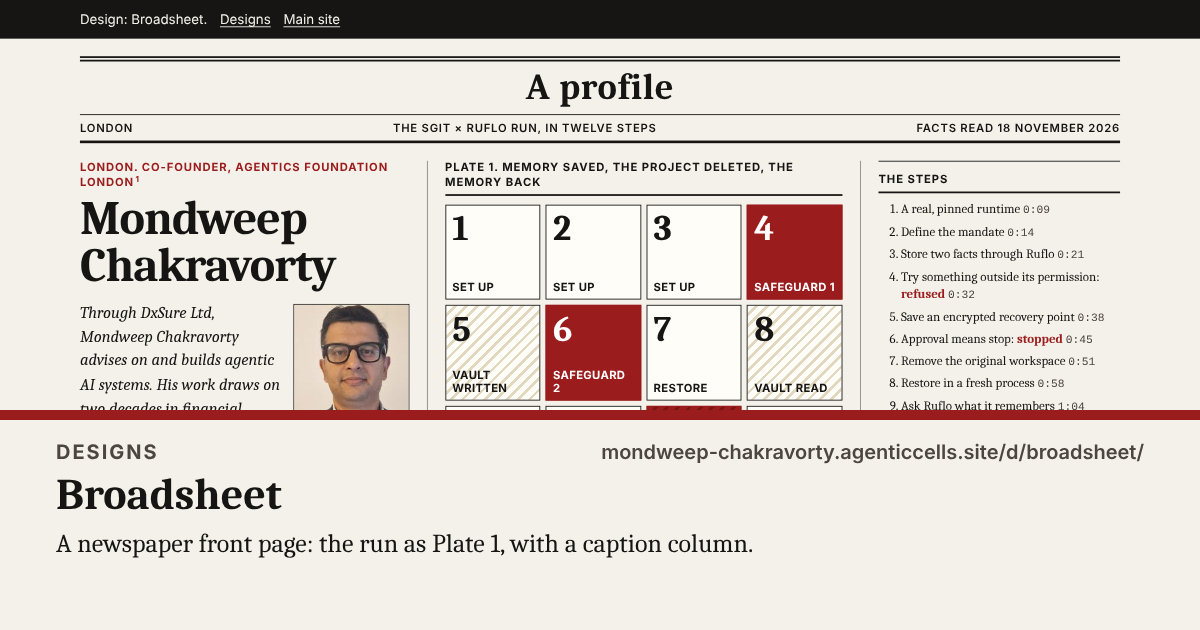 Design: Broadsheet. Designs Main site
A profile
LONDON
THE SGIT × RUFLO RUN, IN TWELVE STEPS
FACTS READ 18 NOVEMBER 2026
LONDON. CO-FOUNDER, AGENTICS FOUNDATION
LONDON¹
Mondweep
Chakravorty
Through DxSure Ltd,
Mondweep Chakravorty
advises on and builds agentic
AI systems. His work draws on
two decades in financial
PLATE 1. MEMORY SAVED, THE PROJECT DELETED, THE
MEMORY BACK
1
SET UP
2
SET UP
3
SET UP
4
SAFEGUARD 1
5
VAULT
WRITTEN
6
SAFEGUARD
2
7
RESTORE
8
VAULT READ
THE STEPS
1. A real, pinned runtime 0:09
2. Define the mandate 0:14
3. Store two facts through Ruflo 0:21
4. Try something outside its permission:
refused 0:32
5. Save an encrypted recovery point 0:38
6. Approval means stop: stopped 0:45
7. Remove the original workspace 0:51
8. Restore in a fresh process 0:58
9. Ask Ruflo what it remembers 1:04
DESIGNS
mondweep-chakravorty.agenticcells.site/d/broadsheet/
Broadsheet
A newspaper front page: the run as Plate 1, with a caption column.